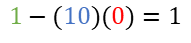 1 − (10)(0) = 1